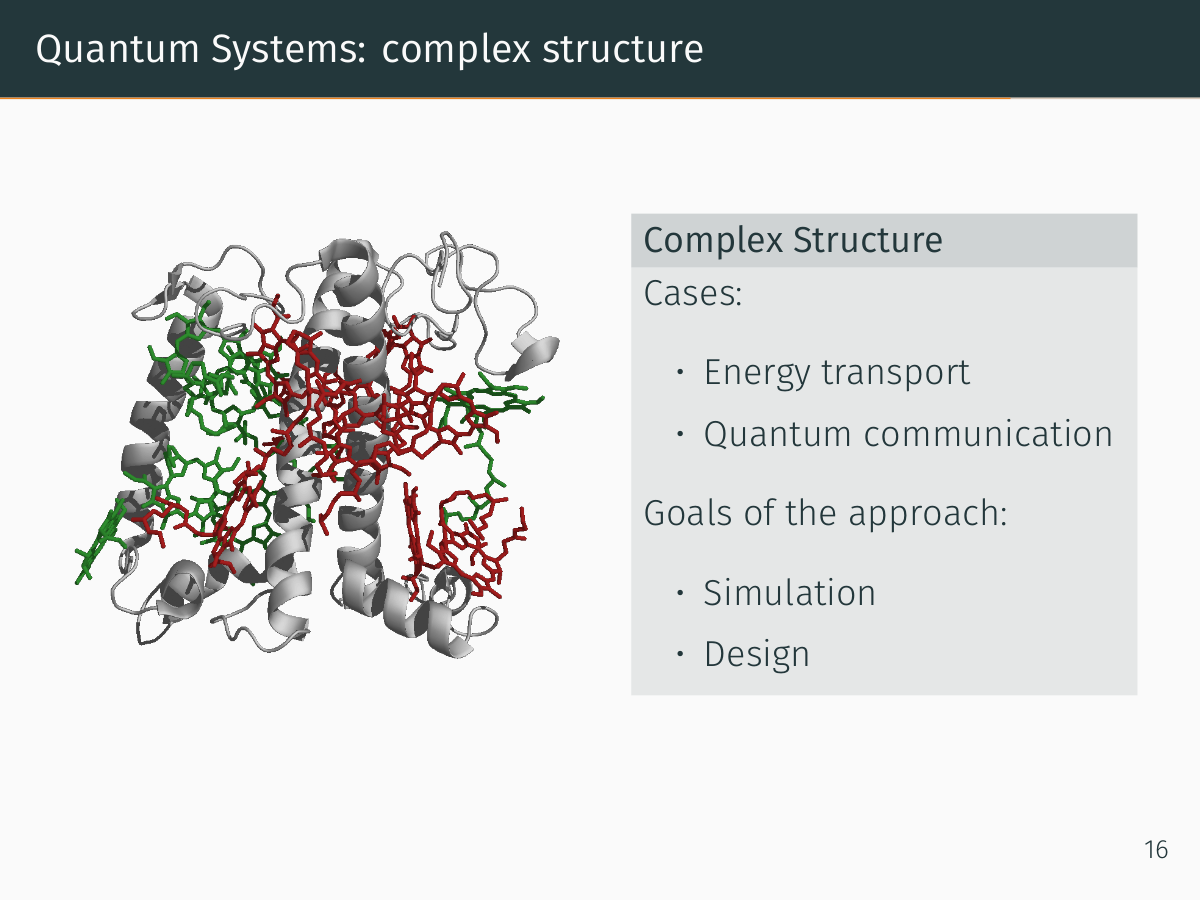 Quantum Systems: complex structure
Complex Structure
Cases:
• Energy transport
• Quantum communication
Goals of the approach:
• Simulation
• Design
16